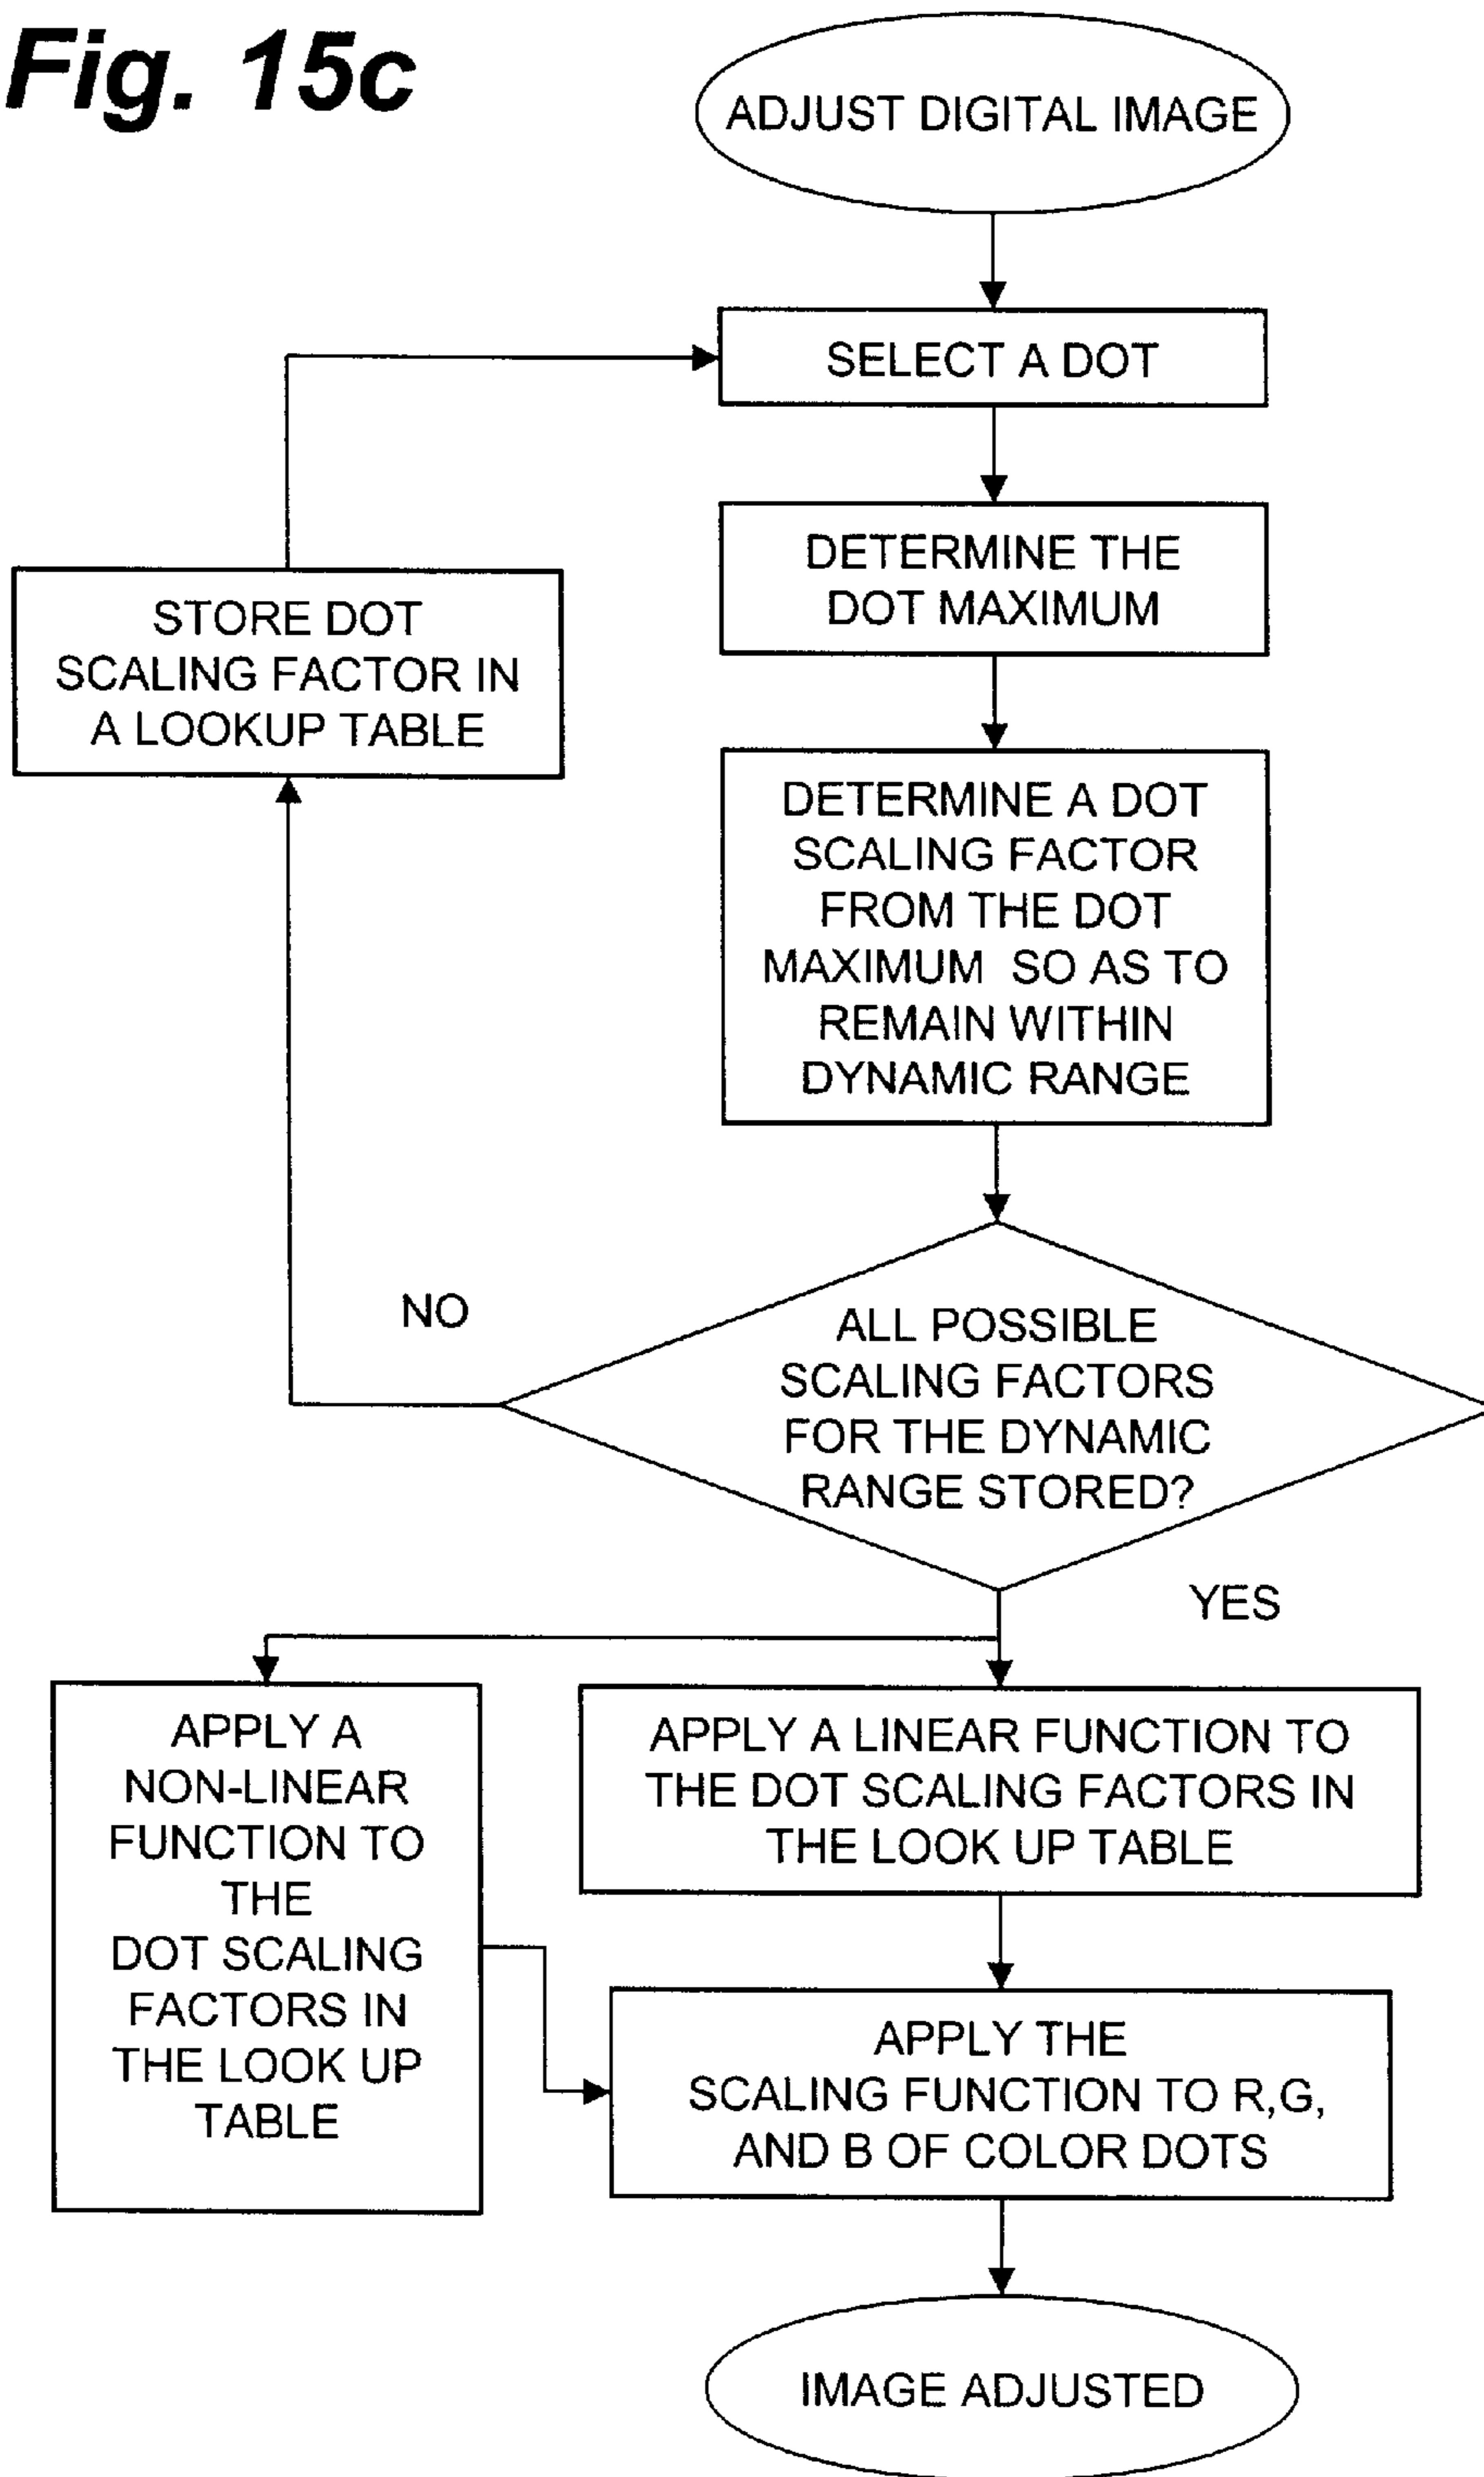 Fig. 15c
ADJUST DIGITAL IMAGE
SELECT A DOT
DETERMINE THE
DOT MAXIMUM
STORE DOT
SCALING FACTOR IN
A LOOKUP TABLE
DETERMINE A DOT
SCALING FACTOR
FROM THE DOT
MAXIMUM SO AS TO
REMAIN WITHIN
DYNAMIC RANGE
NO
ALL POSSIBLE
SCALING FACTORS
FOR THE DYNAMIC
RANGE STORED?
YES
APPLY A
NON-LINEAR
FUNCTION TO
THE
DOT SCALING
FACTORS IN
THE LOOK UP
TABLE
APPLY A LINEAR FUNCTION TO
THE DOT SCALING FACTORS IN
THE LOOK UP TABLE
APPLY THE
SCALING FUNCTION TO R,G,
AND B OF COLOR DOTS
IMAGE ADJUSTED